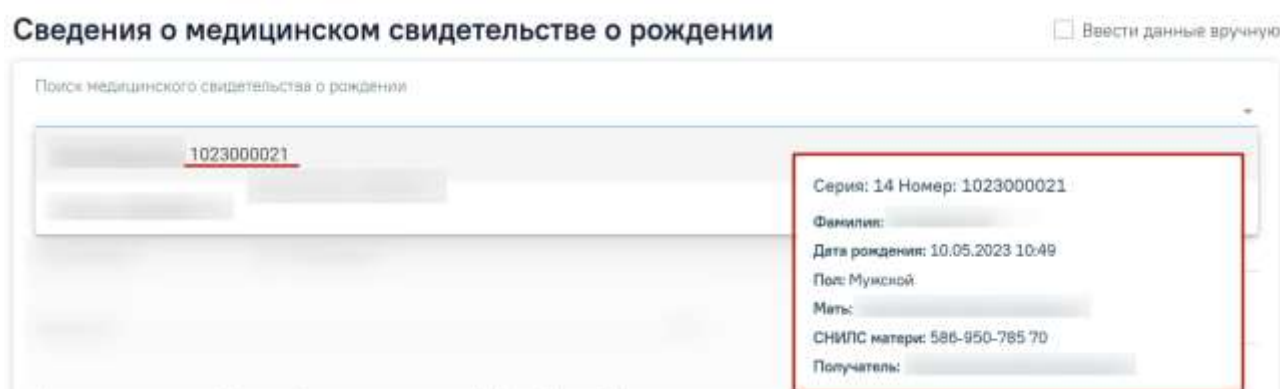 Сведения о медицинском свидетельстве о рождении
Ввести данные вручную
Поиск медицинского свидетельства о рождении
1023000021
Серия: 14 Номер: 1023000021
Фамилия:
Дата рождения: 10.05.2023 10:49
Пол: Мужской
Мать:
СНИЛС матери: 586-950-785 70
Получатель: